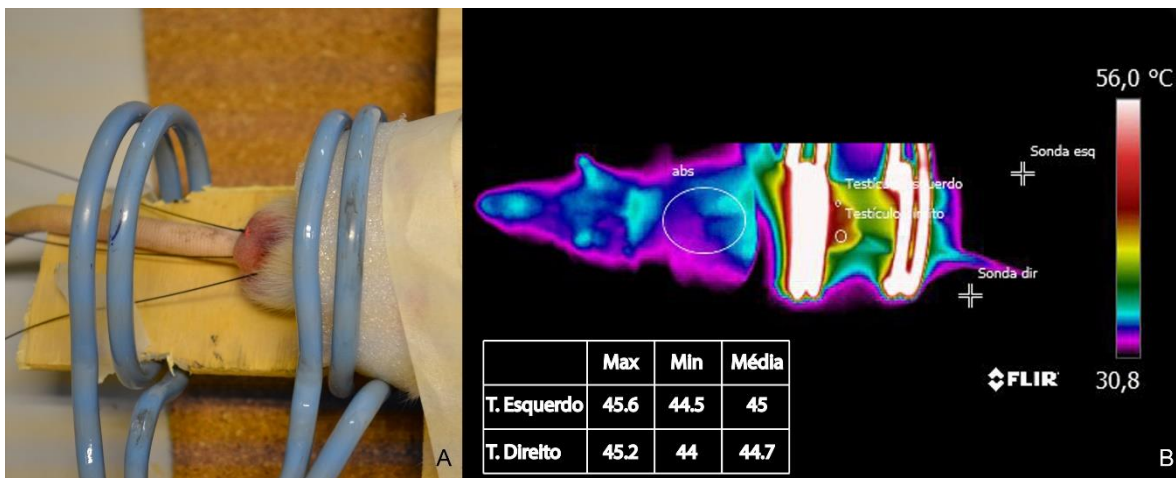 A
56,0 °C
Sonda esq
abs
Testículo esquerdo
Testículo direito
Sonda dir
FLIR
30,8
Max Min Média
T. Esquerdo 45.6 44.5 45
T. Direito 45.2 44 44.7
B